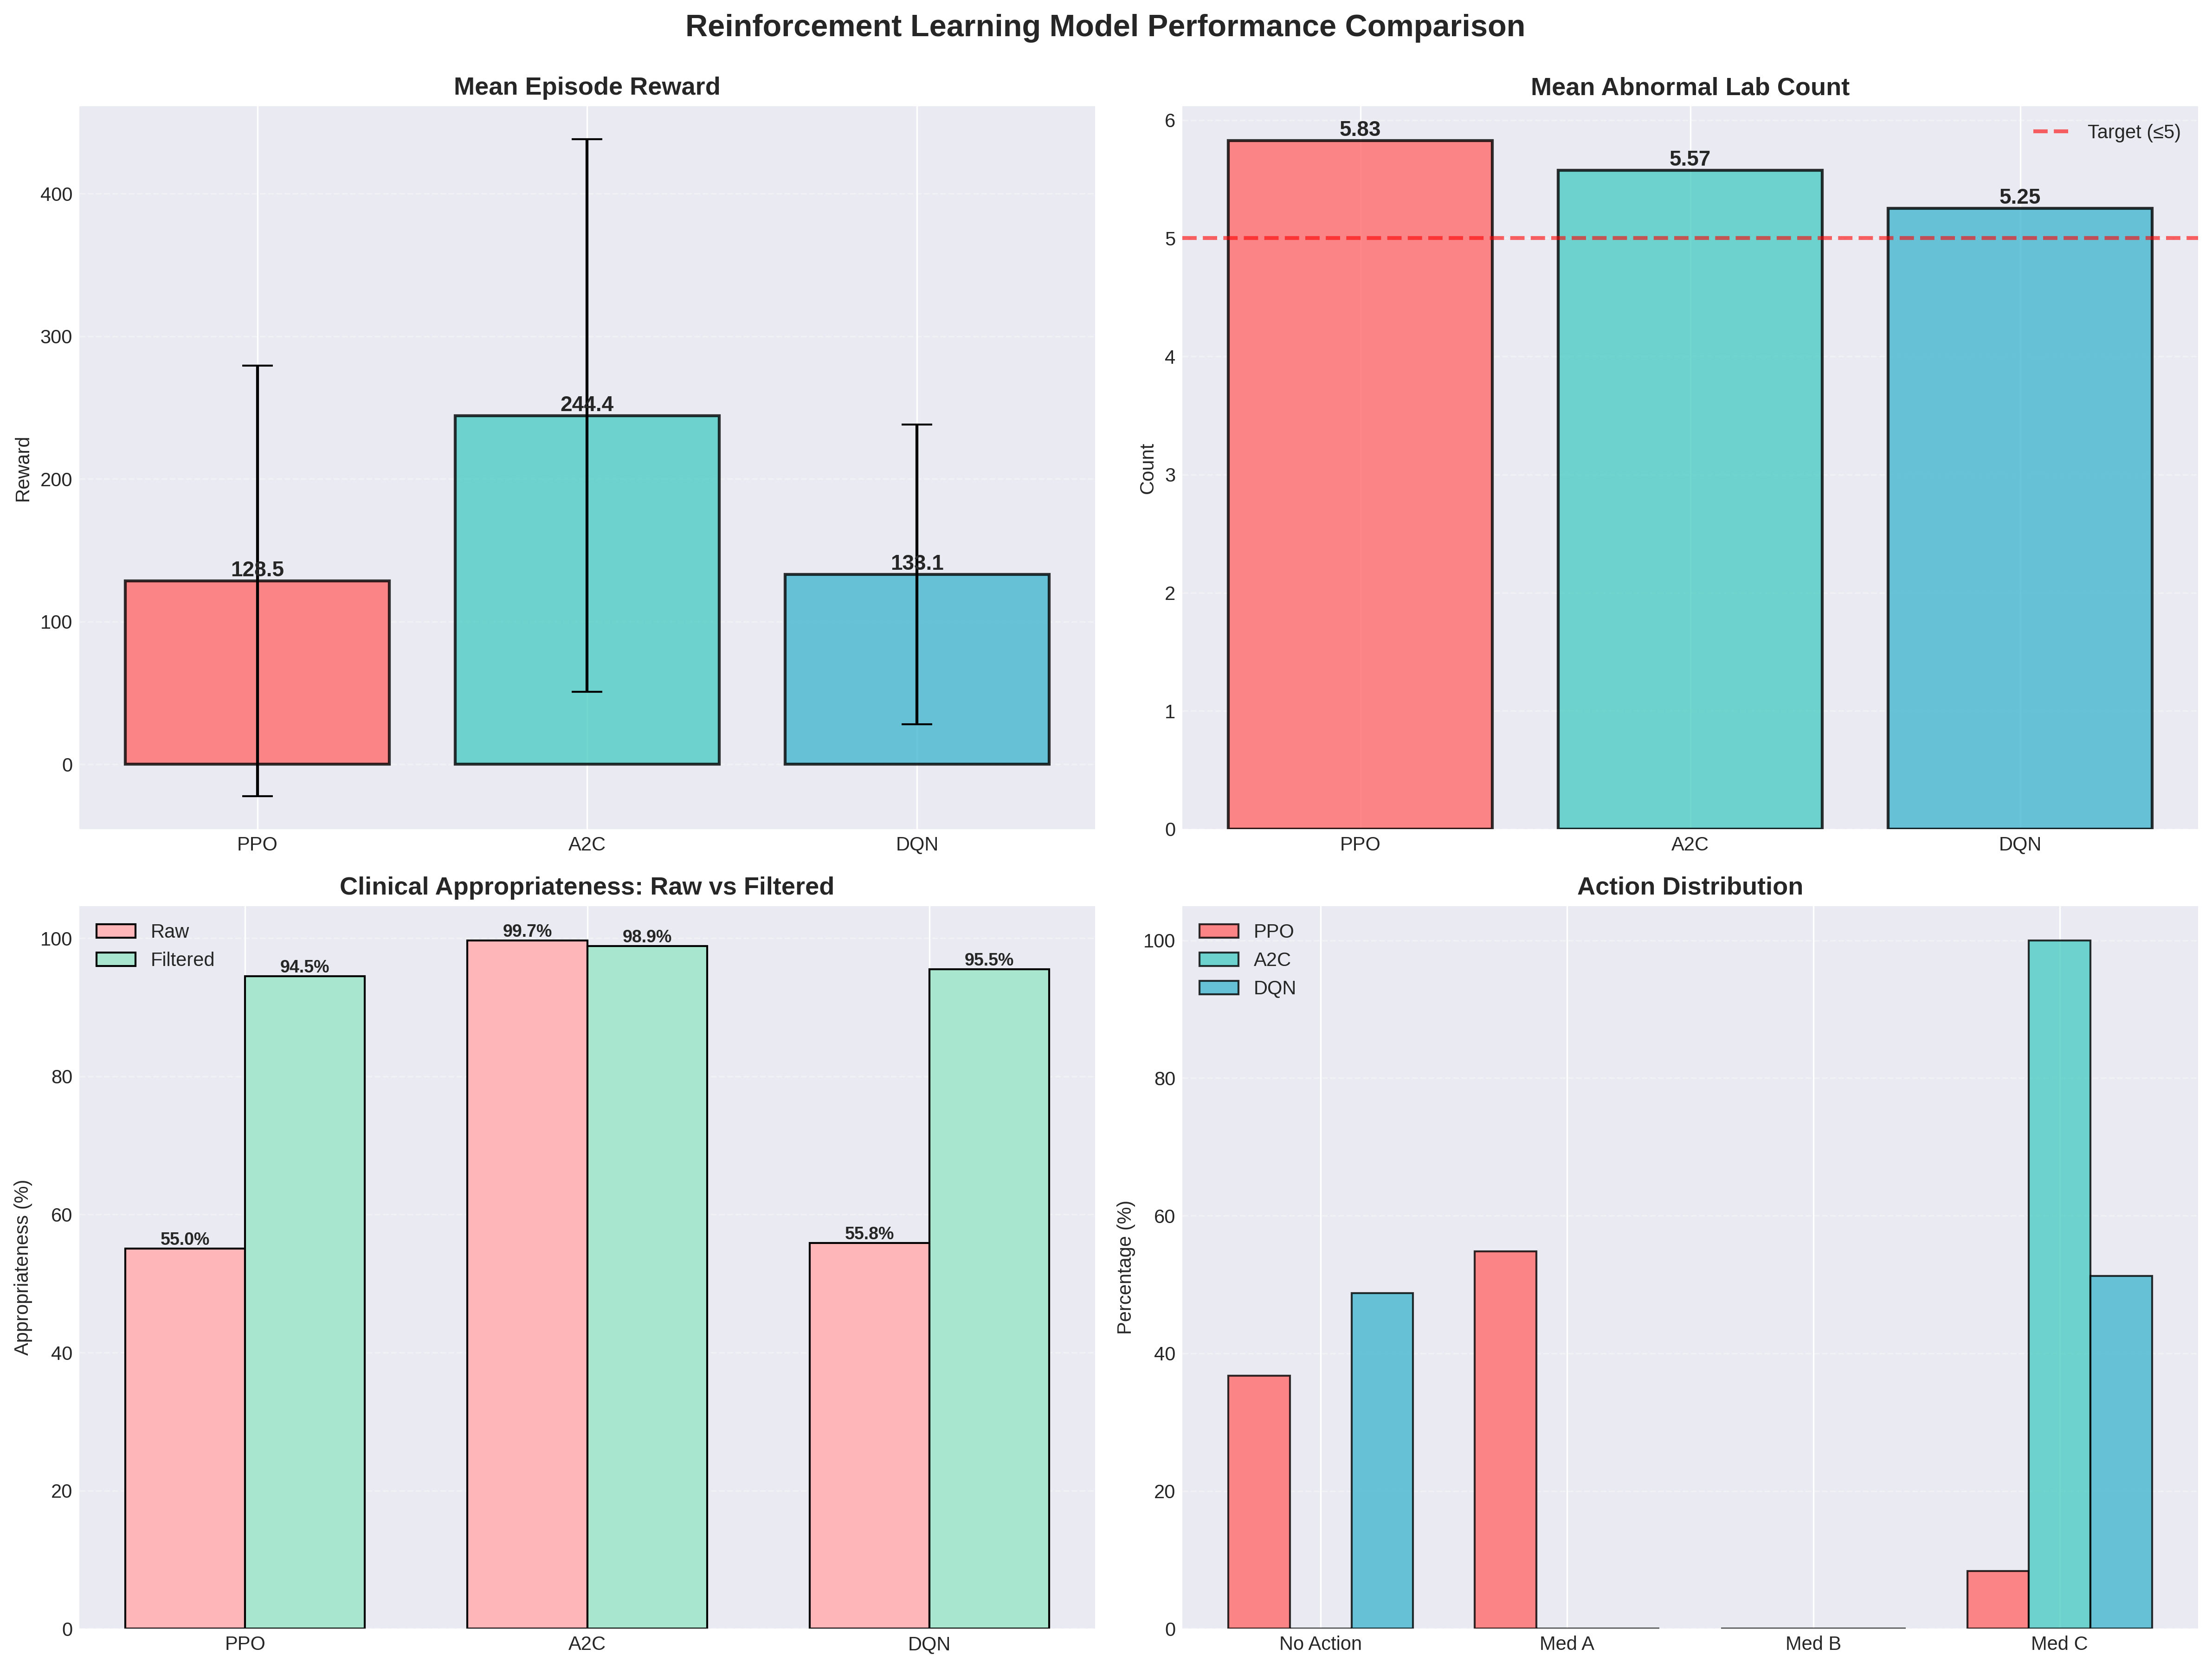 Reinforcement Learning Model Performance Comparison
Mean Episode Reward
Reward
400
300
200
100
0
128.5
244.4
133.1
PPO
A2C
DQN
Mean Abnormal Lab Count
Count
6
5
4
3
2
1
0
Target (≤5)
5.83
5.57
5.25
PPO
A2C
DQN
Clinical Appropriateness: Raw vs Filtered
Appropriateness (%)
100
80
60
40
20
0
Raw
Filtered
55.0%
94.5%
99.7%
98.9%
55.8%
95.5%
PPO
A2C
DQN
Action Distribution
Percentage (%)
100
80
60
40
20
0
PPO
A2C
DQN
No Action
Med A
Med B
Med C